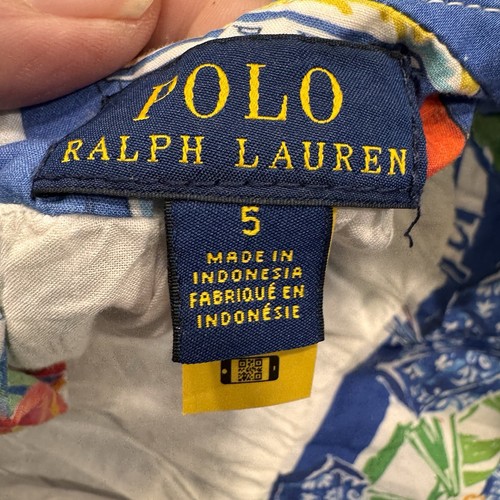 POLO
RALPH LAUREN
5
MADE IN
INDONESIA
FABRIQUÉ EN
INDONÉSIE